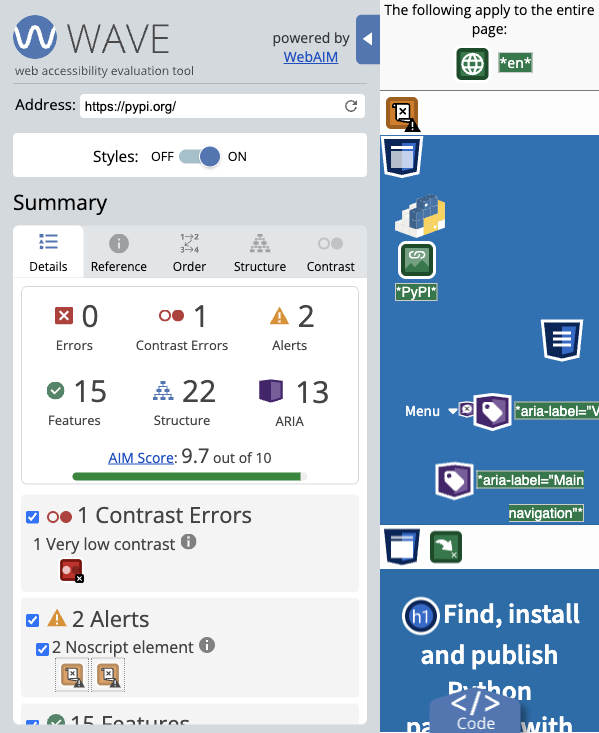 WAVE
web accessibility evaluation tool
powered by
WebAIM
Address: https://pypi.org/
Styles: OFF ON
Summary
Details Reference Order Structure Contrast
0 1 2
Errors Contrast Errors Alerts
15 22 13
Features Structure ARIA
AIM Score: 9.7 out of 10
1 Contrast Errors
1 Very low contrast
2 Alerts
2 Noscript element
15 Features
The following apply to the entire
page:
*en*
*PyPI*
Menu *aria-label="V
*aria-label="Main
navigation"*
h1 Find, install
and publish
Python
pa with
</> Code